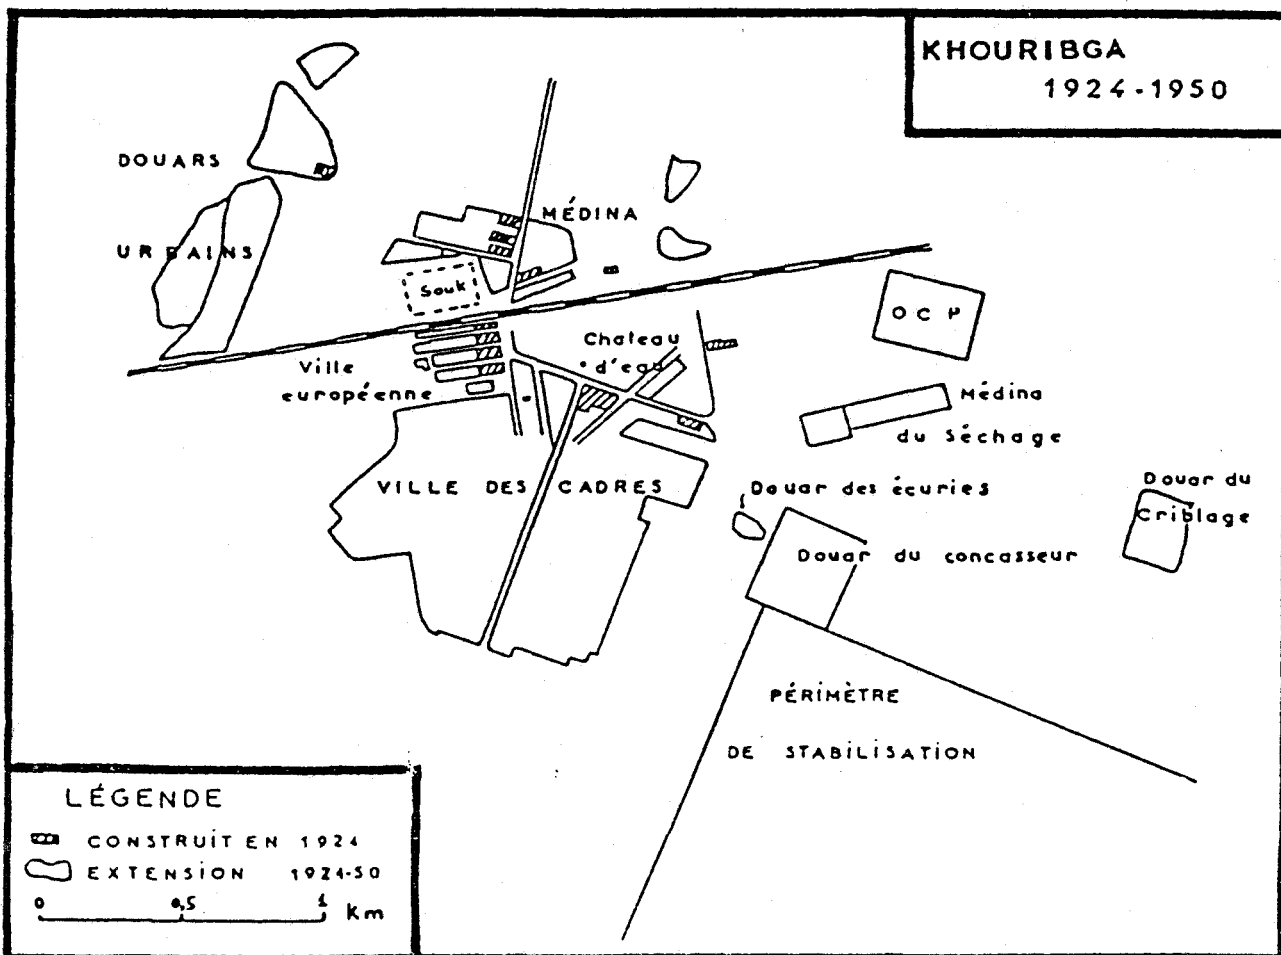 KHOURIBGA
1924-1950
DOUARS
URBAINS
MÉDINA
Souk
Ville
européenne
Chateau
d'eau
OCP
Médina
du Séchage
VILLE DES CADRES
Douar des écuries
Douar du
Criblage
Douar du concasseur
PÉRIMÈTRE
DE STABILISATION
LÉGENDE
CONSTRUIT EN 1924
EXTENSION 1924-50
0 0,5 1 Km